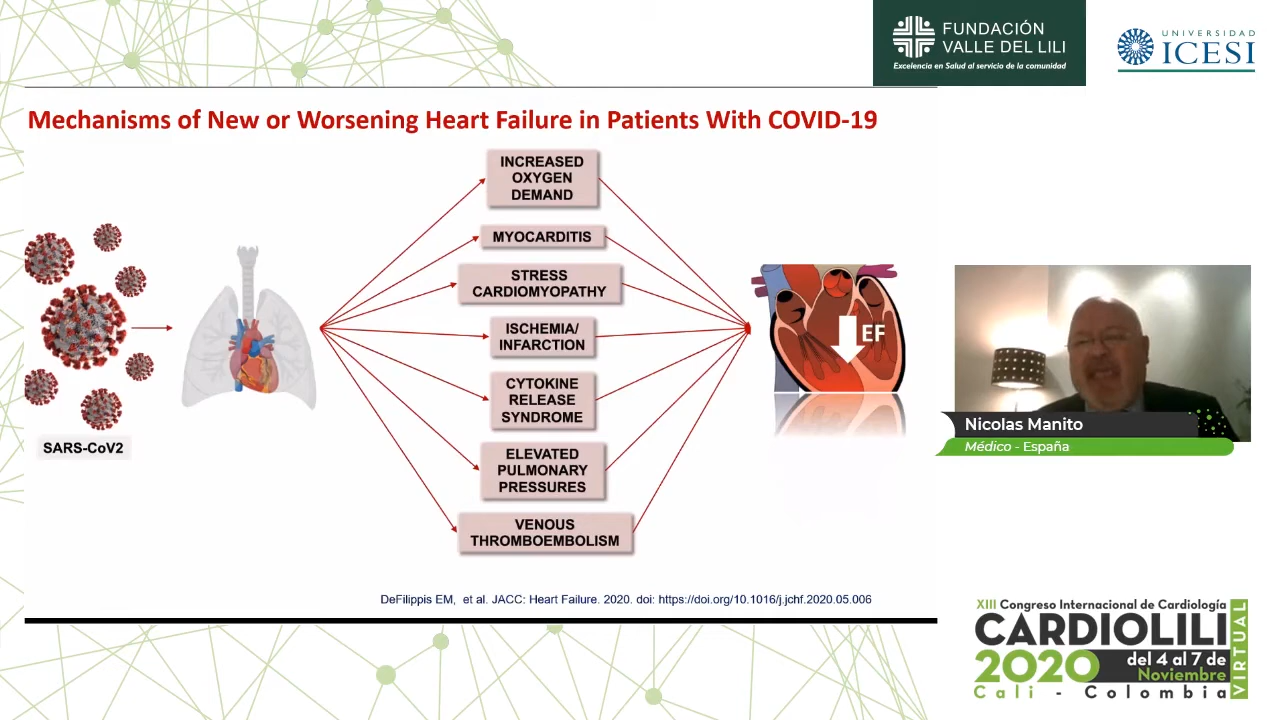 FUNDACIÓN
VALLE DEL LILI
Excelencia en Salud al servicio de la comunidad
UNIVERSIDAD
ICESI
Mechanisms of New or Worsening Heart Failure in Patients With COVID-19
INCREASED
OXYGEN
DEMAND
MYOCARDITIS
STRESS
CARDIOMYOPATHY
ISCHEMIA/
INFARCTION
CYTOKINE
RELEASE
SYNDROME
ELEVATED
PULMONARY
PRESSURES
VENOUS
THROMBOEMBOLISM
SARS-CoV2
EF
Nicolas Manito
Médico - España
DeFilippis EM, et al. JACC: Heart Failure. 2020. doi: https://doi.org/10.1016/j.jchf.2020.05.006
XIII Congreso Internacional de Cardiología
CARDIOLILI
2020 del 4 al 7 de
Noviembre
Cali - Colombia
VIRTUAL